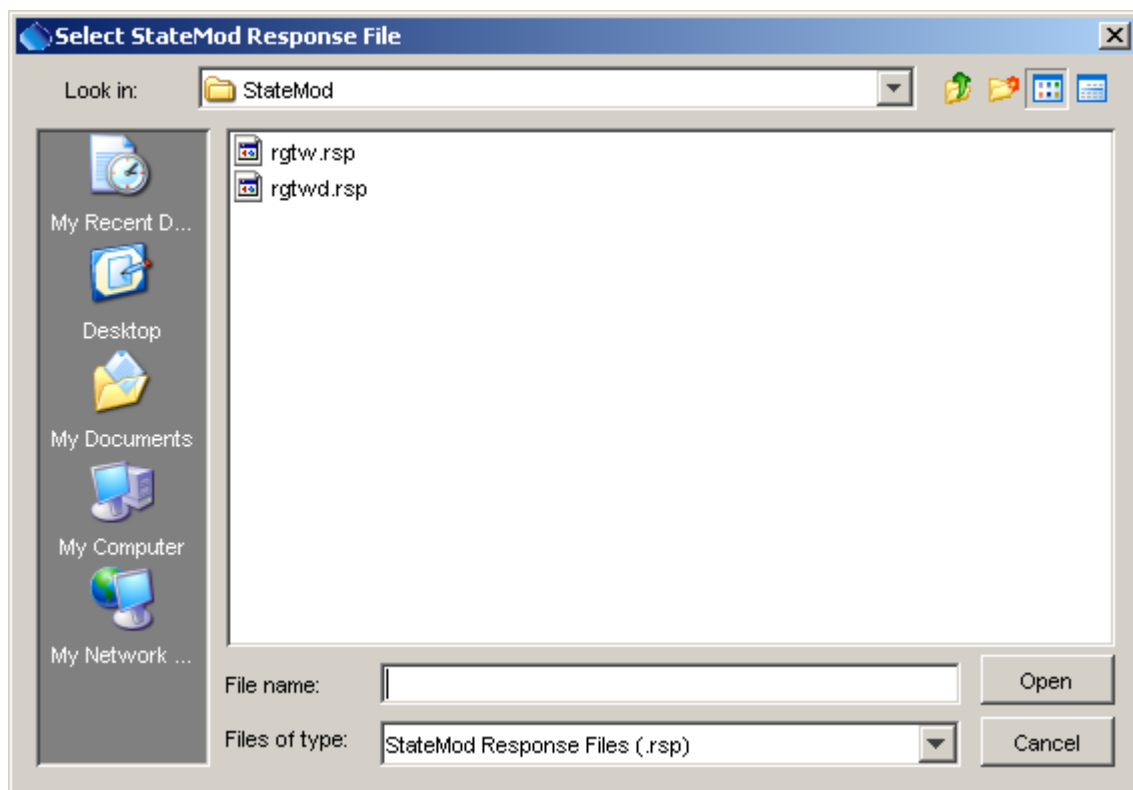 Select StateMod Response File
Look in: StateMod
rgtw.rsp
rgtwd.rsp
My Recent D...
Desktop
My Documents
My Computer
My Network ...
File name: Open
Files of type: StateMod Response Files (.rsp) Cancel